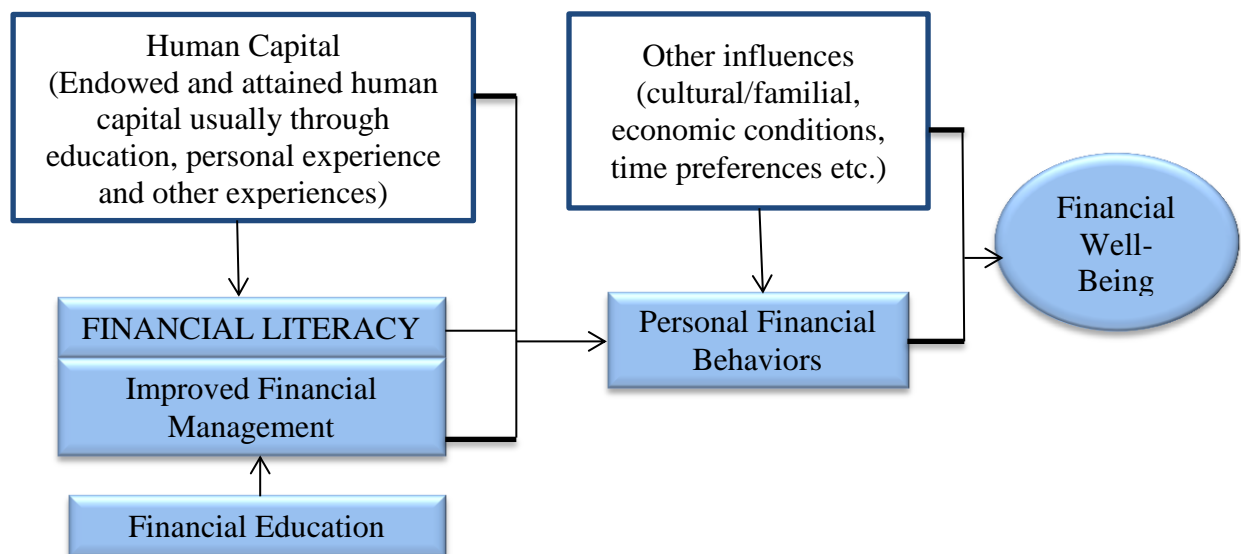 Human Capital
(Endowed and attained human
capital usually through
education, personal experience
and other experiences)
Other influences
(cultural/familial,
economic conditions,
time preferences etc.)
Financial
Well-
Being
FINANCIAL LITERACY
Improved Financial
Management
Personal Financial
Behaviors
Financial Education